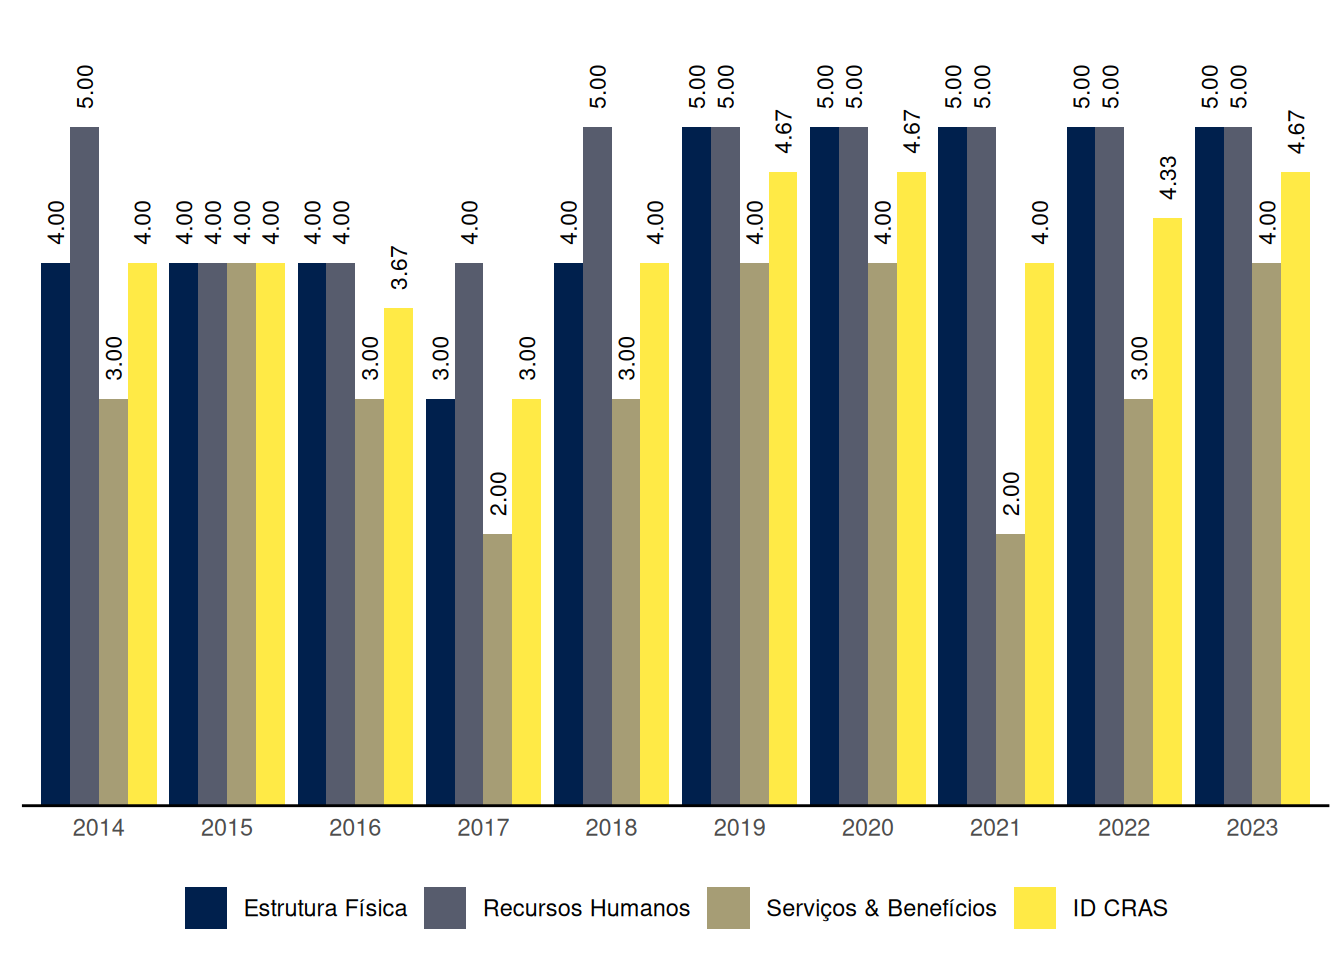 5.00 5.00 5.00 5.00 5.00 5.00 5.00 5.00 5.00 5.00 5.00 5.00
4.67 4.67 4.67
4.33
4.00 4.00 4.00 4.00 4.00 4.00 4.00 4.00 4.00 4.00 4.00 4.00 4.00 4.00 4.00
3.67
3.00 3.00 3.00 3.00 3.00 3.00
2.00 2.00
2014 2015 2016 2017 2018 2019 2020 2021 2022 2023
Estrutura Física Recursos Humanos Serviços & Benefícios ID CRAS